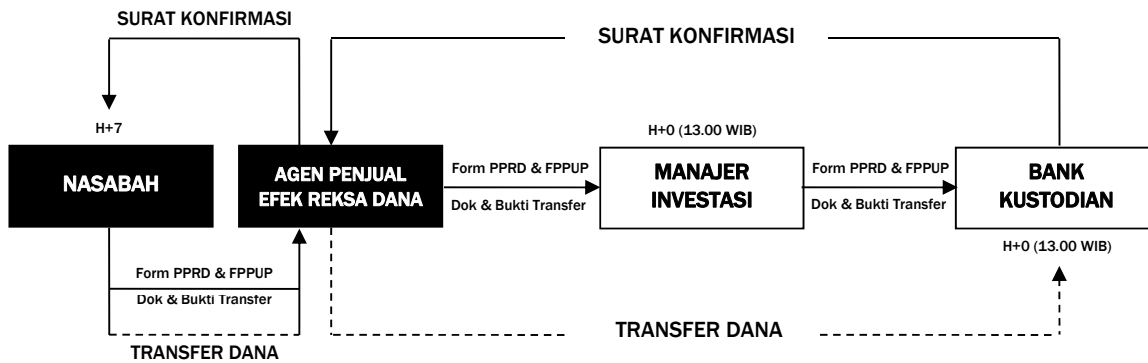 SURAT KONFIRMASI
SURAT KONFIRMASI
H+7
H+0 (13.00 WIB)
NASABAH
AGEN PENJUAL
EFEK REKSA DANA
Form PPRD & FPPUP
Dok & Bukti Transfer
MANAJER
INVESTASI
Form PPRD & FPPUP
Dok & Bukti Transfer
BANK
KUSTODIAN
H+0 (13.00 WIB)
Form PPRD & FPPUP
Dok & Bukti Transfer
TRANSFER DANA
TRANSFER DANA